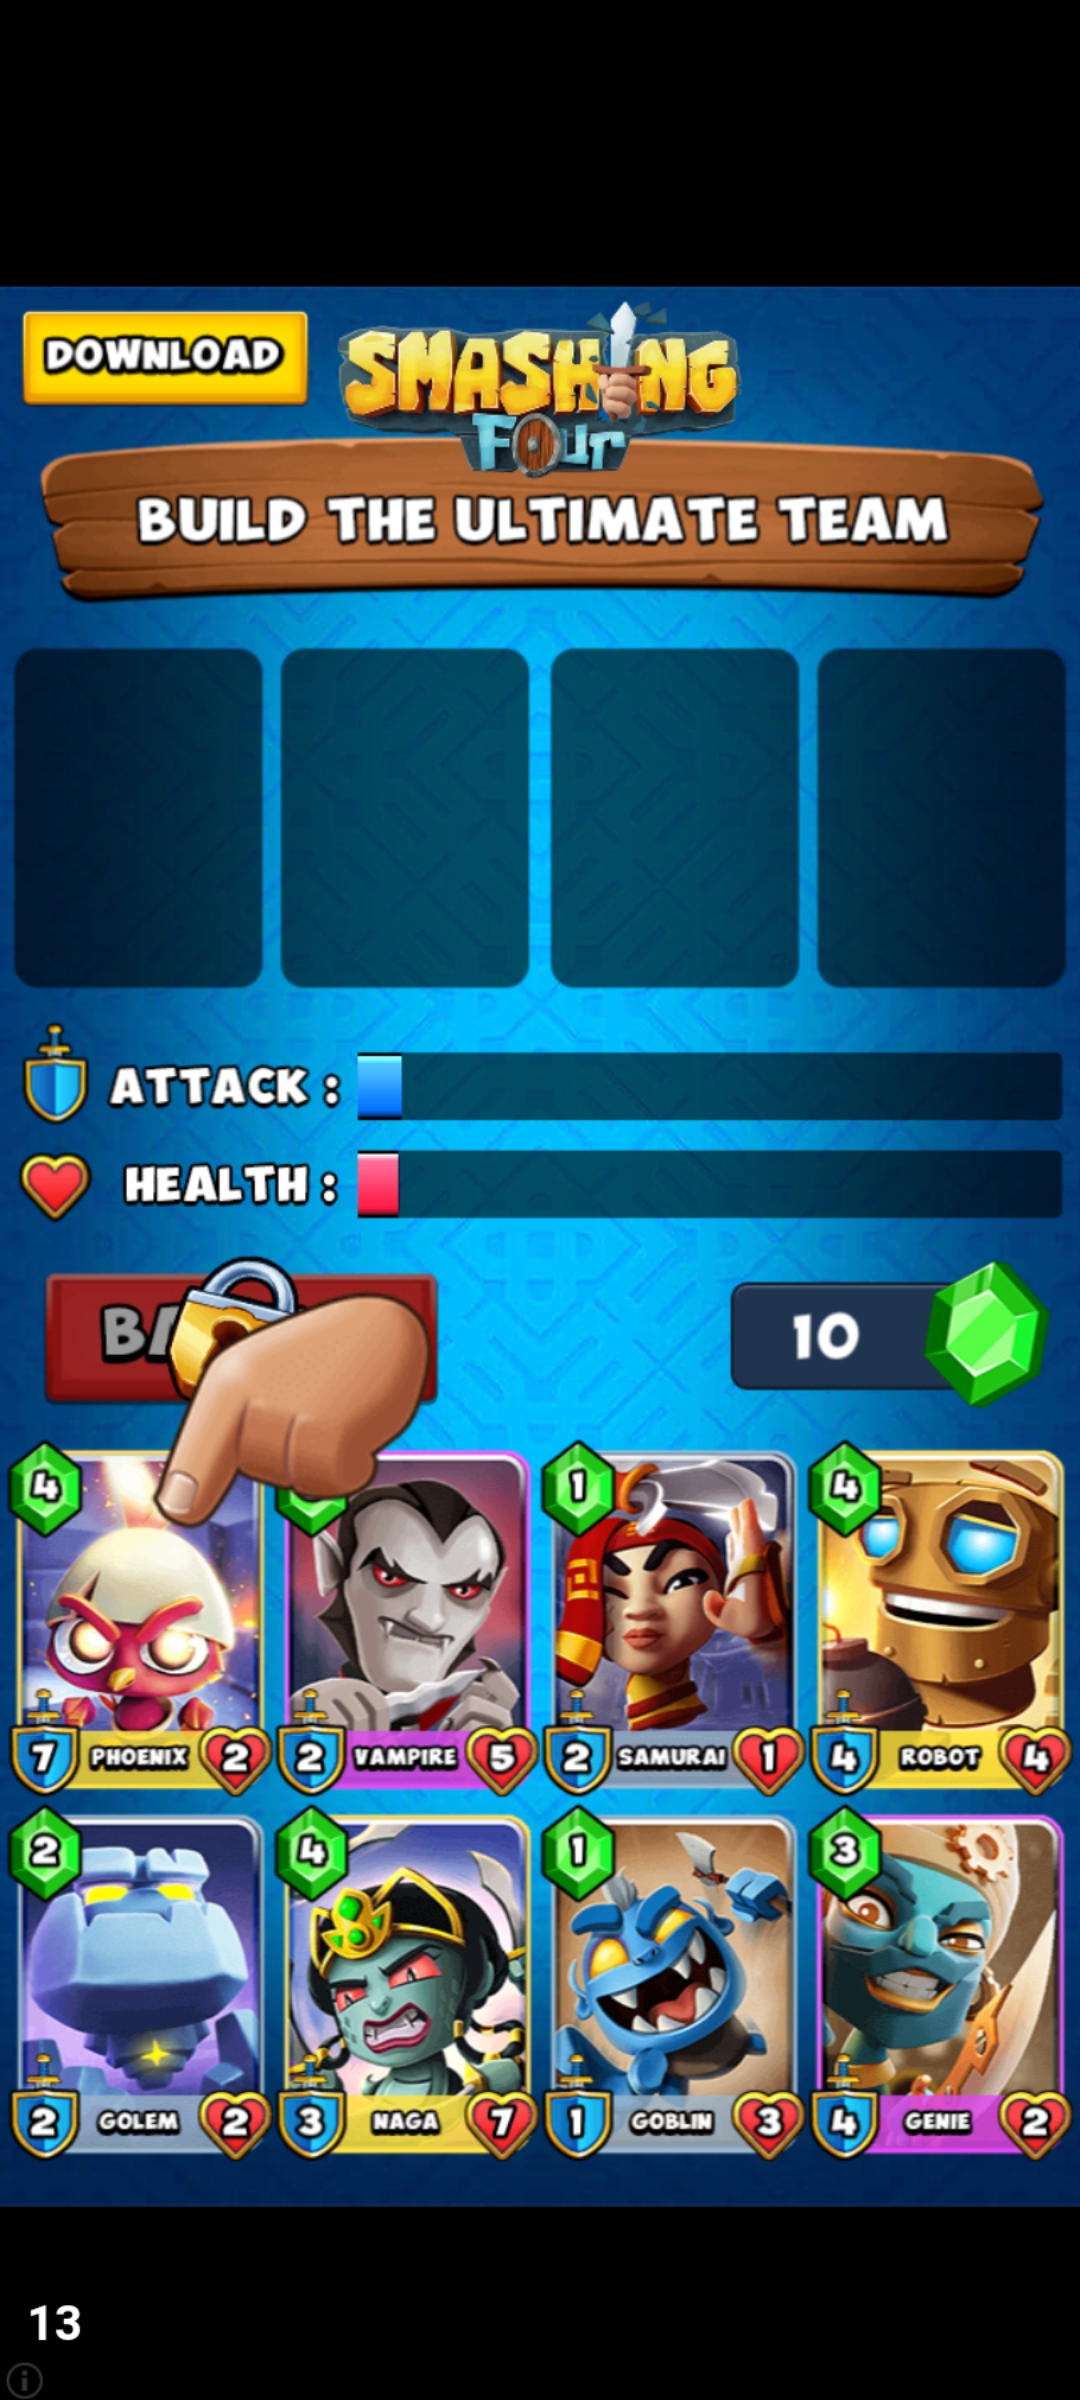 DOWNLOAD
SMASHING
FOUR
BUILD THE ULTIMATE TEAM
ATTACK :
HEALTH :
10
4
1
4
7 PHOENIX 2
2 VAMPIRE 5
2 SAMURAI 1
4 ROBOT 4
2
4
1
3
2 GOLEM 2
3 NAGA 7
1 GOBLIN 3
4 GENIE 2
13